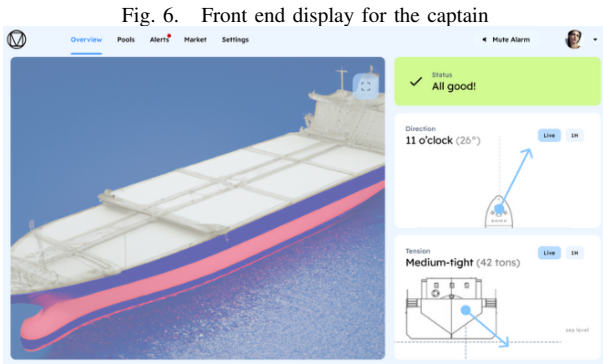 Fig. 6. Front end display for the captain
Overview Pools Alerts Market Settings
Mute Alarm
Status
All good!
Direction
11 o'clock (26°)
Live 1H
Tension
Medium-tight (42 tons)
Live 1H
sea level